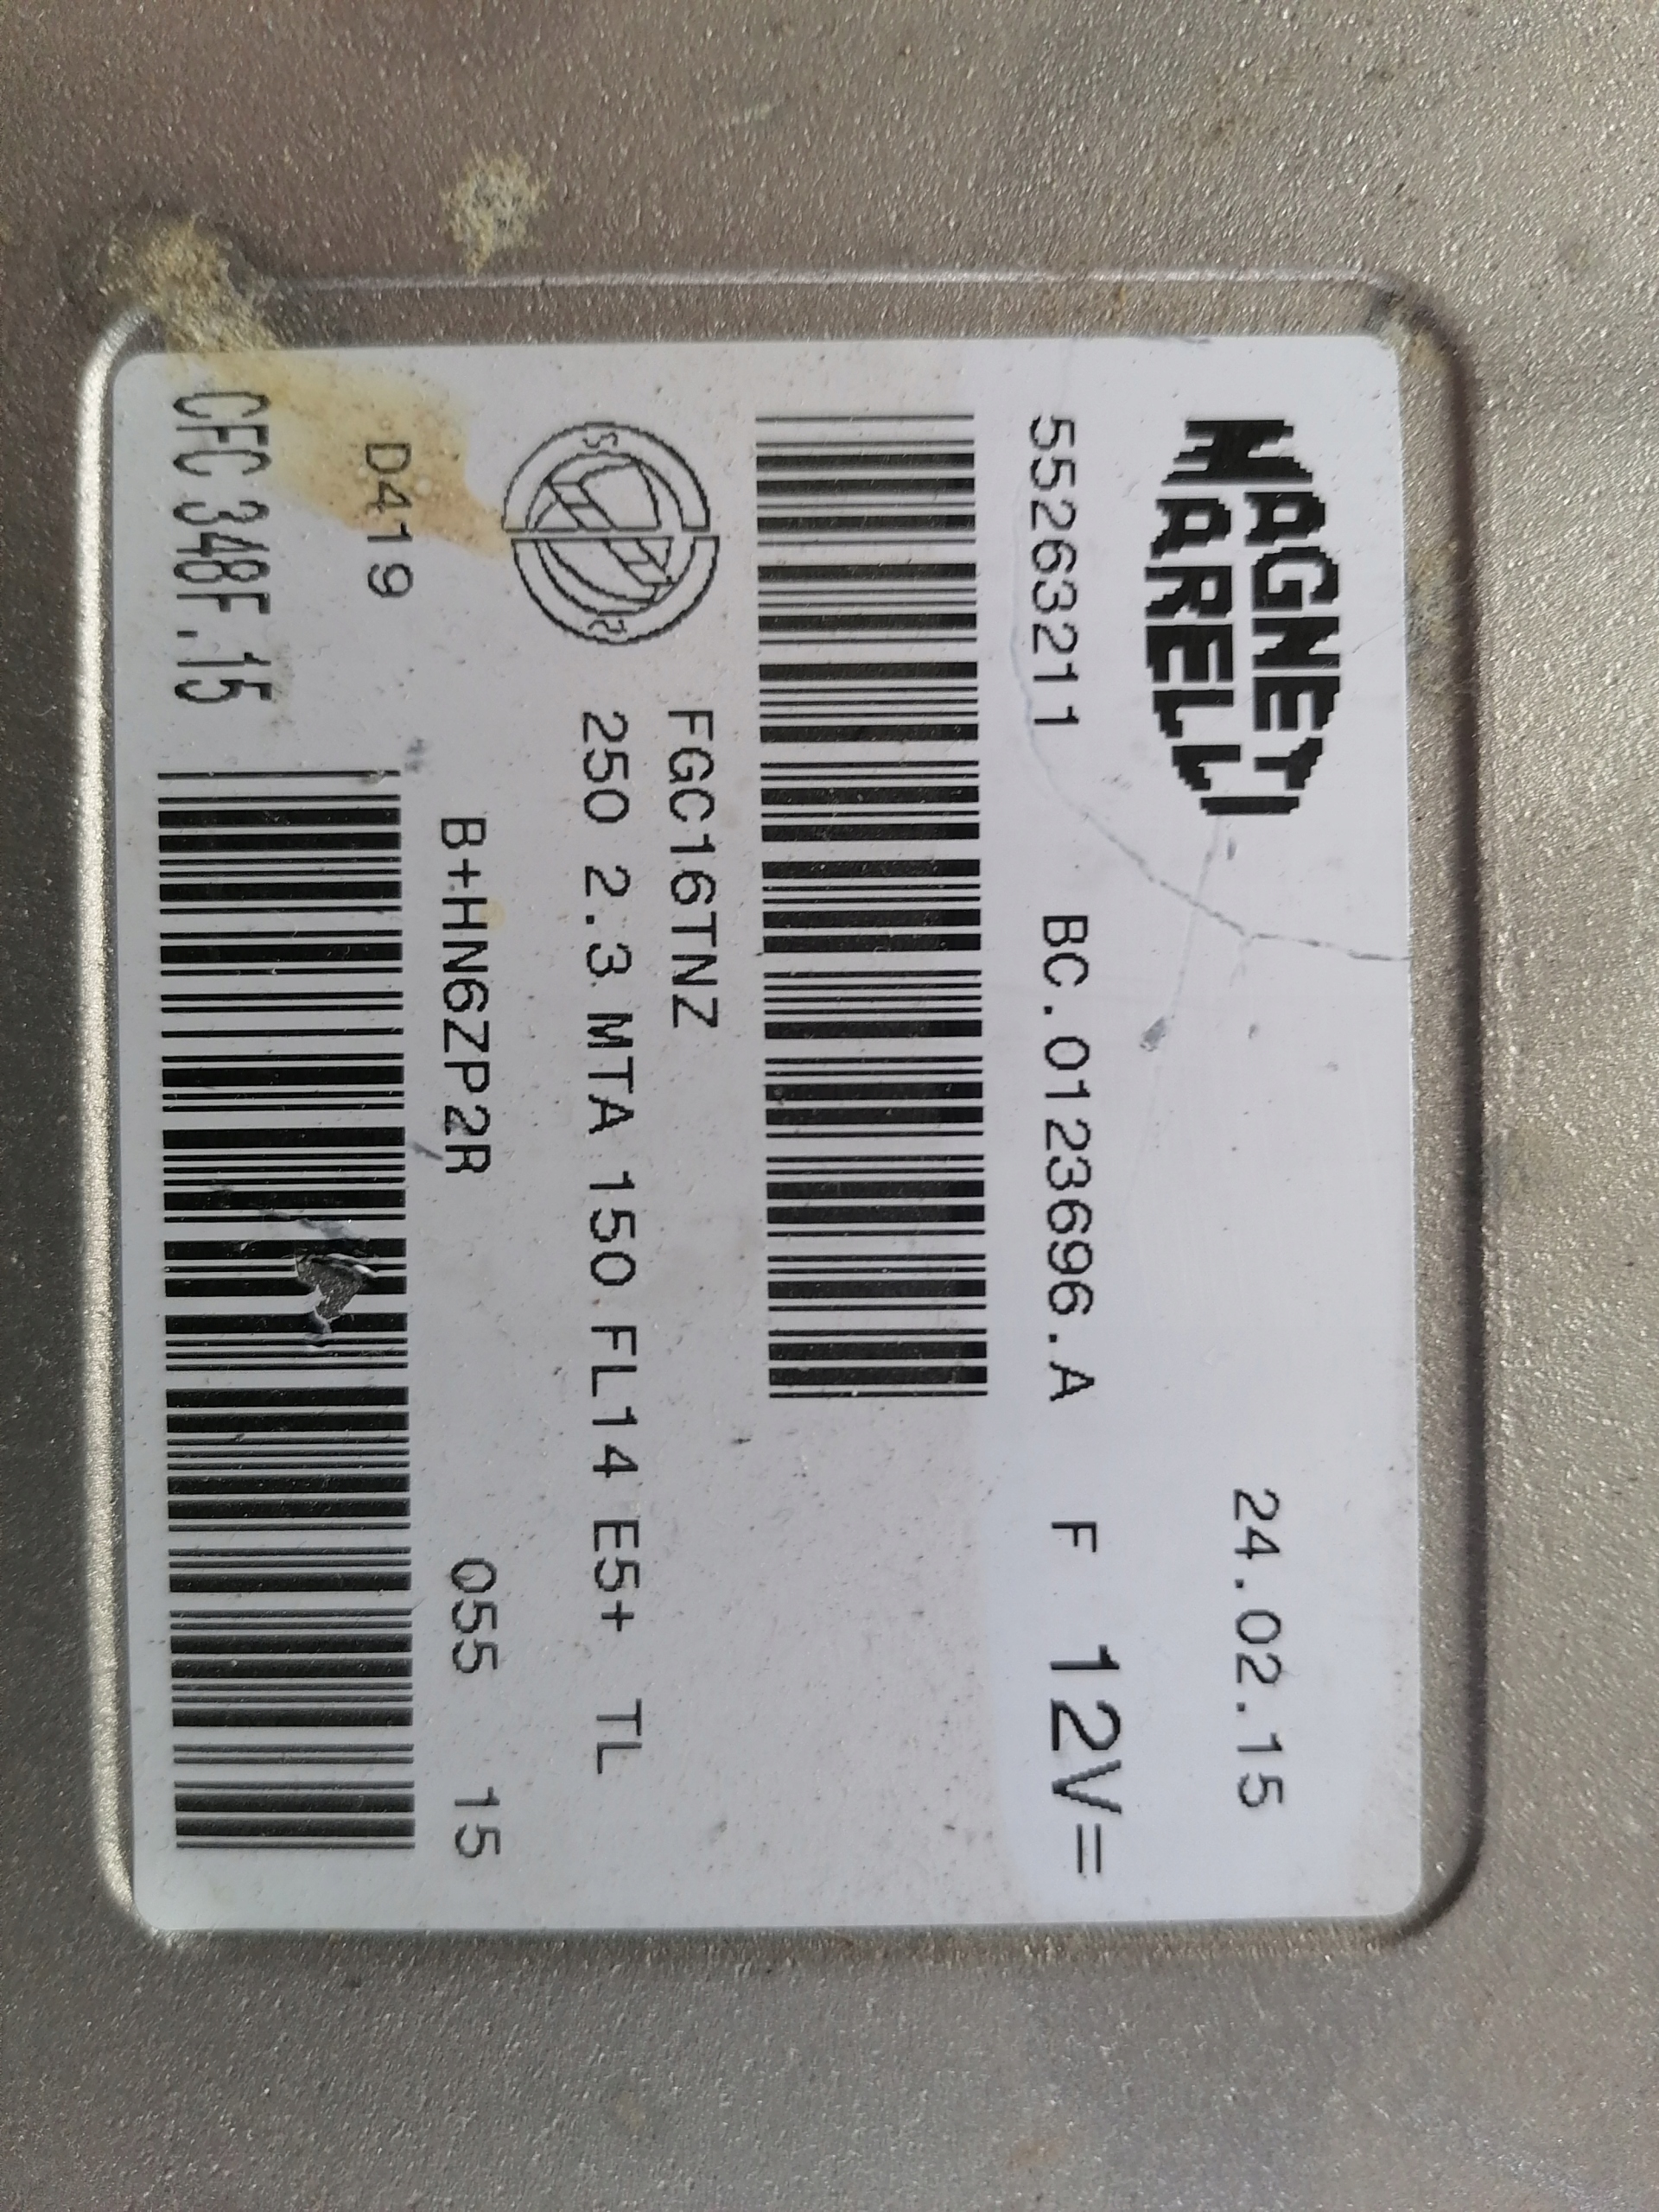 MAGNETI
MARELLI
24.02.15
55263211 BC.0123696.A F 12V=
FGC16TNZ
250 2.3 MTA 150 FL14 E5+ TL
D419 B+HN6ZP2R 055 15
CFC 348F.15